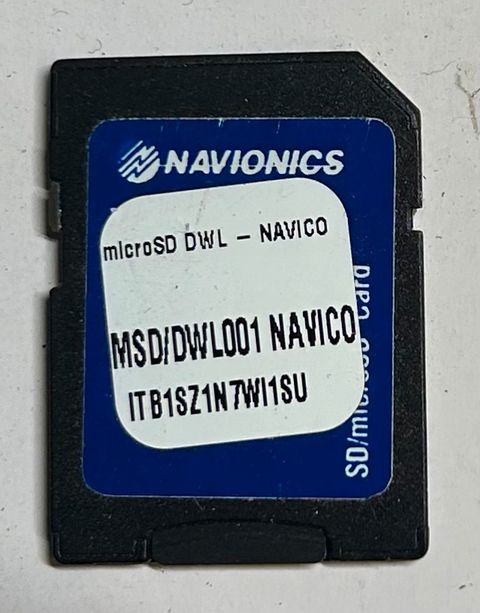 NAVIONICS
microSD DWL – NAVICO
MSD/DWL001 NAVICO
ITB1SZ1N7WI1SU
SD/microSD Card